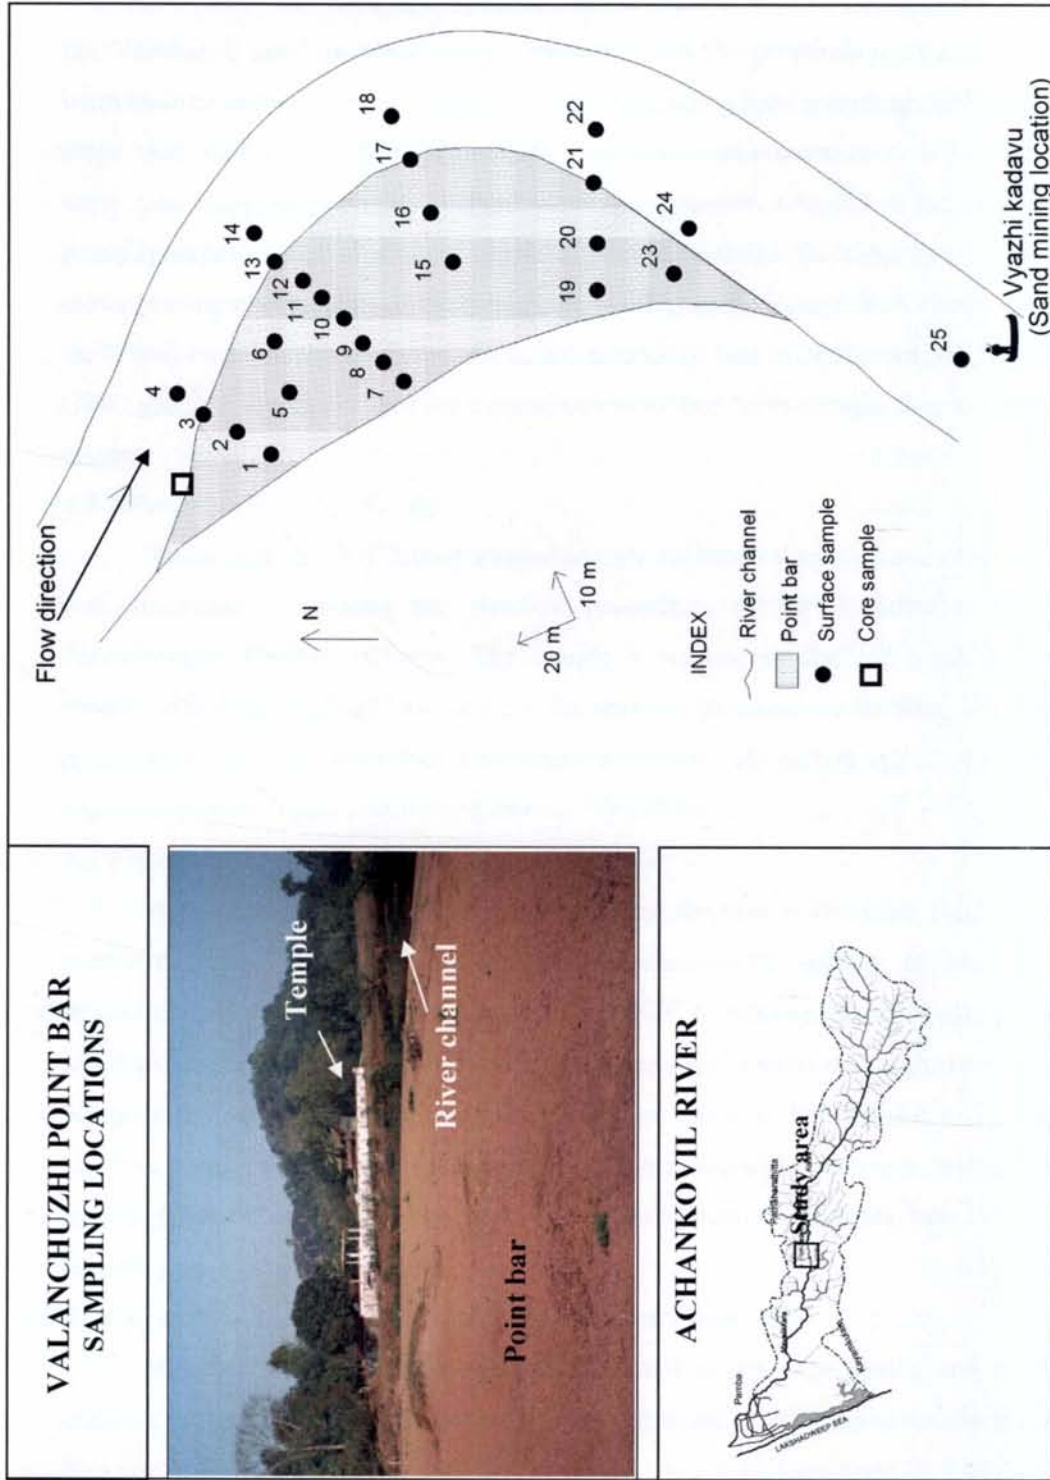 VALANCHUZHI POINT BAR
SAMPLING LOCATIONS
Temple
River channel
Point bar
ACHANKOVIL RIVER
Study area
Pamba
LAKSHADWEEP SEA
Flow direction
N
20 m
10 m
INDEX
River channel
Point bar
Surface sample
Core sample
1
2
3
4
5
6
7
8
9
10
11
12
13
14
15
16
17
18
19
20
21
22
23
24
25
Vyazhi kadavu
(Sand mining location)